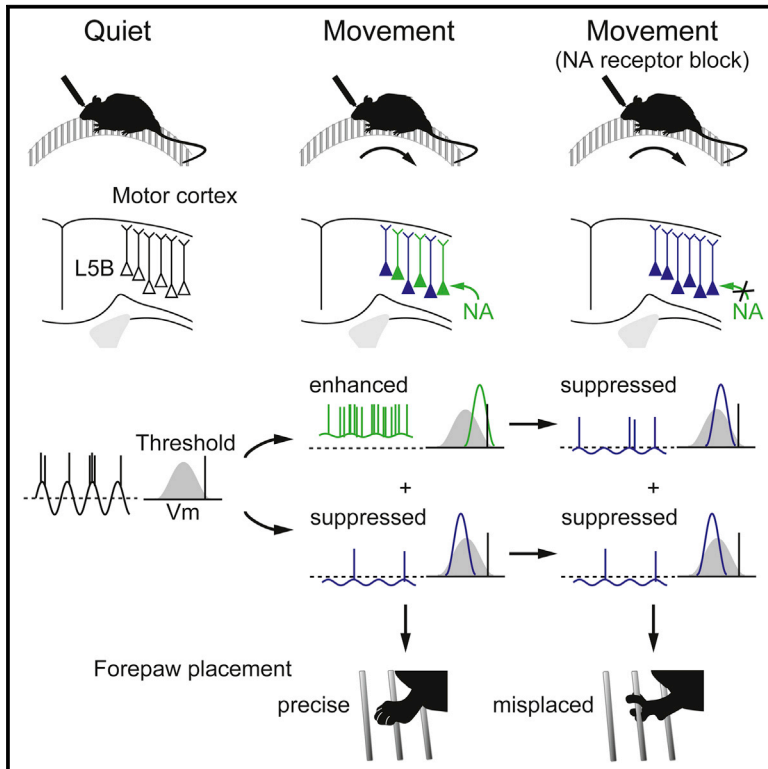 Quiet
Movement
Movement
(NA receptor block)
Motor cortex
L5B
NA
NA
enhanced
suppressed
Threshold
Vm
+
+
suppressed
suppressed
Forepaw placement
precise
misplaced